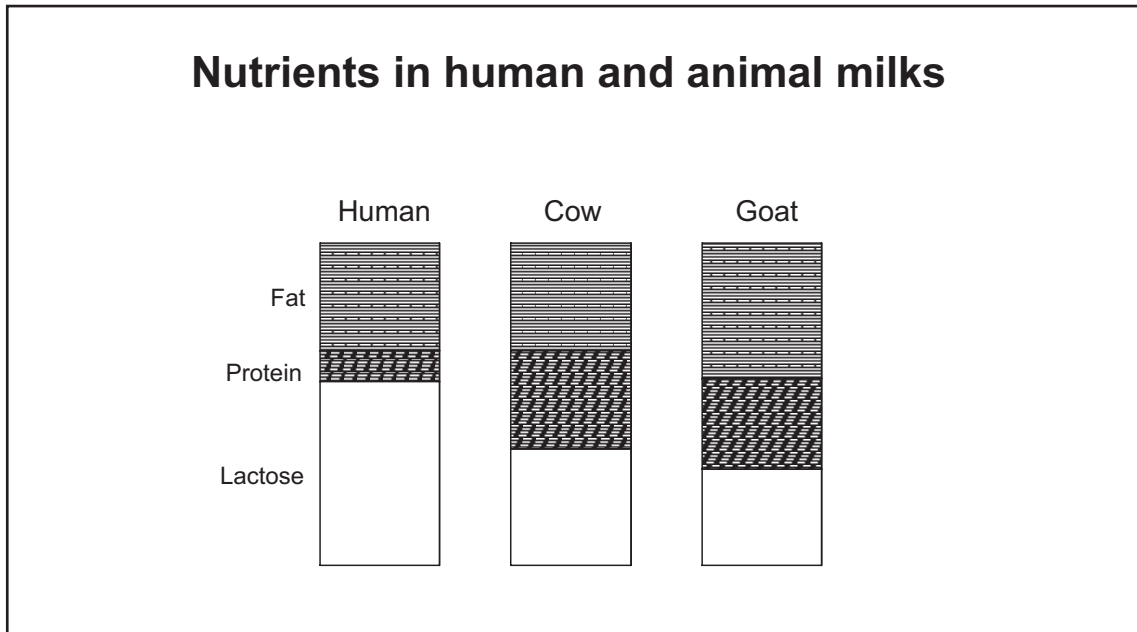 Nutrients in human and animal milks
Human Cow Goat
Fat
Protein
Lactose